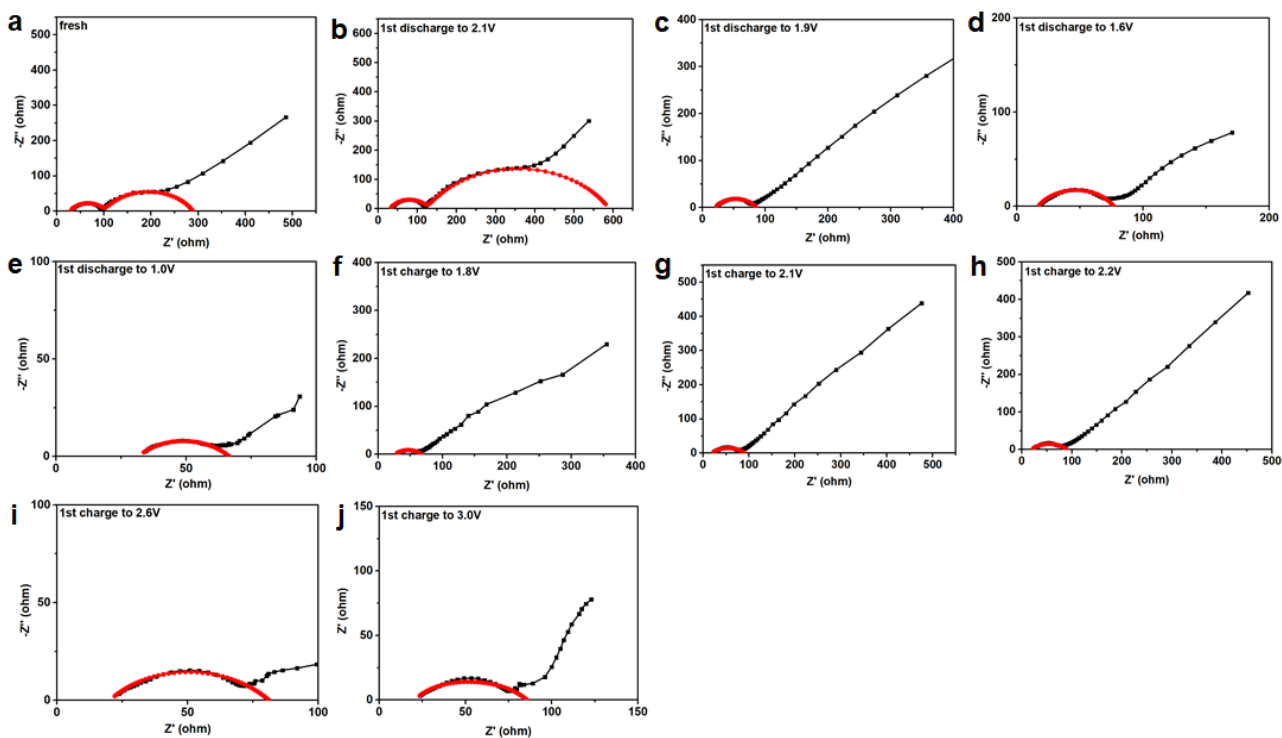 a
fresh
500
400
300
200
100
0
-Z'' (ohm)
0 100 200 300 400 500
Z' (ohm)
b
1st discharge to 2.1V
600
500
400
300
200
100
0
-Z'' (ohm)
0 100 200 300 400 500 600
Z' (ohm)
c
1st discharge to 1.9V
400
300
200
100
0
-Z'' (ohm)
0 100 200 300 400
Z' (ohm)
d
1st discharge to 1.6V
200
100
0
-Z'' (ohm)
0 100 200
Z' (ohm)
e
1st discharge to 1.0V
100
50
0
-Z'' (ohm)
0 50 100
Z' (ohm)
f
1st charge to 1.8V
400
300
200
100
0
-Z'' (ohm)
0 100 200 300 400
Z' (ohm)
g
1st charge to 2.1V
500
400
300
200
100
0
-Z'' (ohm)
0 100 200 300 400 500
Z' (ohm)
h
1st charge to 2.2V
500
400
300
200
100
0
-Z'' (ohm)
0 100 200 300 400 500
Z' (ohm)
i
1st charge to 2.6V
100
50
0
-Z'' (ohm)
0 50 100
Z' (ohm)
j
1st charge to 3.0V
150
100
50
0
Z' (ohm)
0 50 100 150
Z' (ohm)